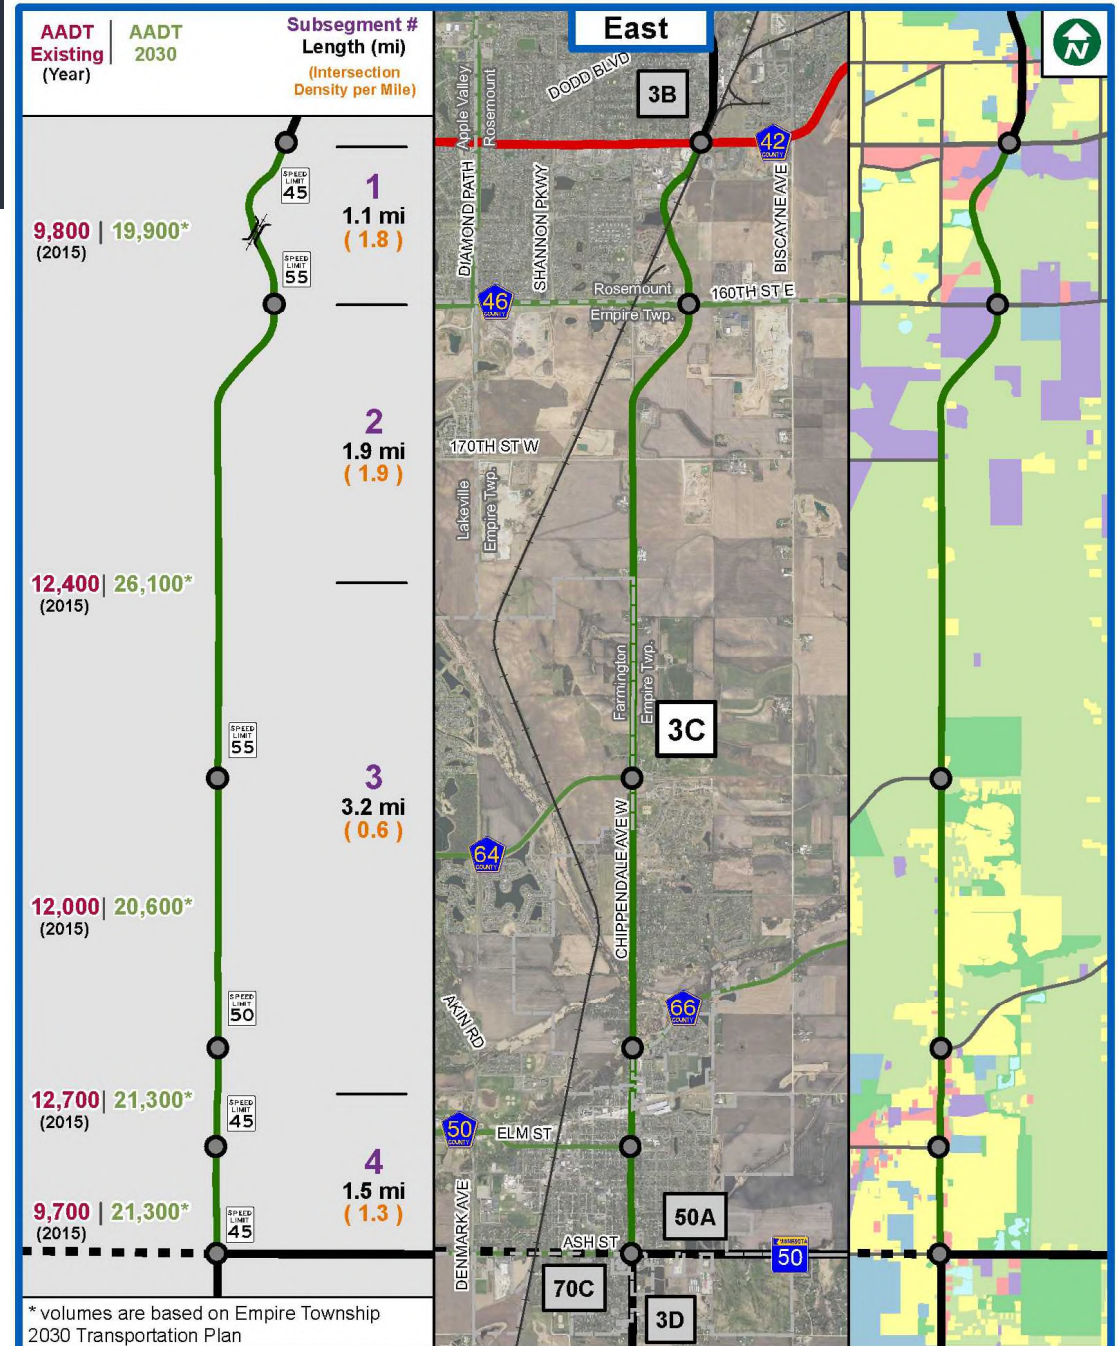 AADT
Existing
(Year)
AADT
2030
Subsegment #
Length (mi)
(Intersection
Density per Mile)
East
N
SPEED
LIMIT
45
1
1.1 mi
( 1.8 )
9,800 | 19,900*
(2015)
SPEED
LIMIT
55
2
1.9 mi
( 1.9 )
12,400 | 26,100*
(2015)
SPEED
LIMIT
55
3
3.2 mi
( 0.6 )
12,000 | 20,600*
(2015)
SPEED
LIMIT
50
12,700 | 21,300*
(2015)
SPEED
LIMIT
45
4
1.5 mi
( 1.3 )
9,700 | 21,300*
(2015)
SPEED
LIMIT
45
* volumes are based on Empire Township
2030 Transportation Plan
DODD BLVD
3B
Apple Valley
Rosemount
42
COUNTY
DIAMOND PATH
SHANNON PKWY
BISCAYNE AVE
Rosemount
160TH ST E
46
COUNTY
Empire Twp.
170TH ST W
Lakeville
Empire Twp.
Farmington
Empire Twp.
3C
64
COUNTY
CHIPPENDALE AVE W
AKIN RD
66
COUNTY
50
COUNTY
ELM ST
DENMARK AVE
50A
ASH ST
MINNESOTA
50
70C
3D